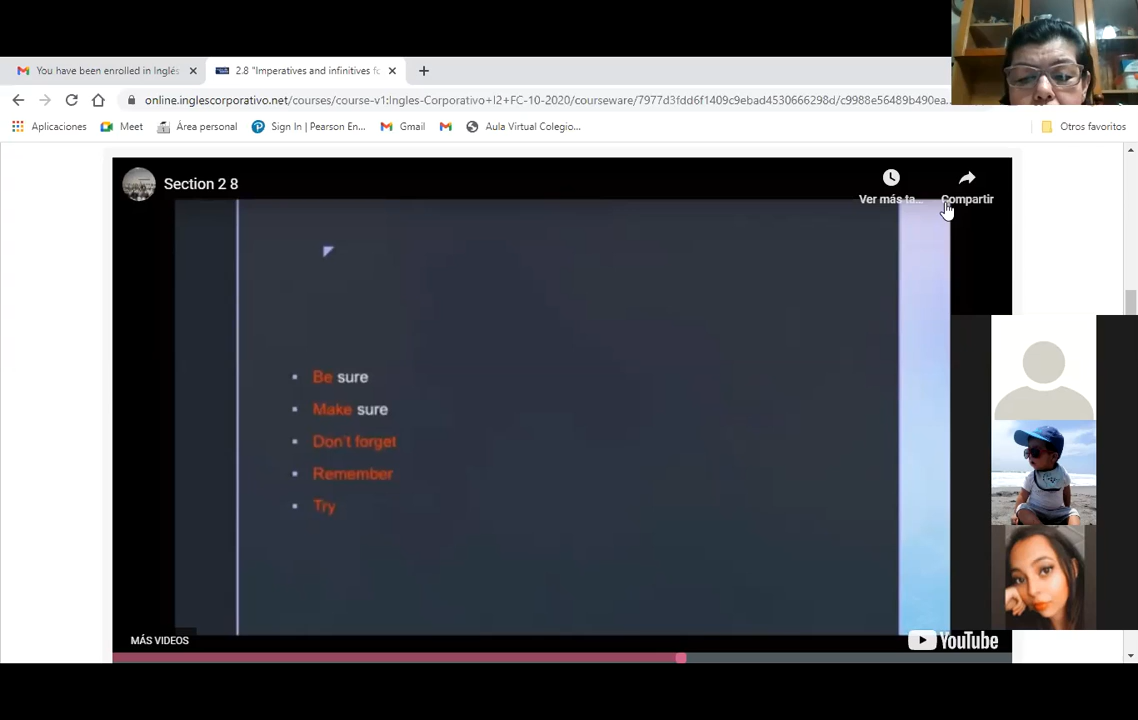 You have been enrolled in Inglés
2.8 "Imperatives and infinitives fo
online.inglescorporativo.net/courses/course-v1:Ingles-Corporativo+I2+FC-10-2020/courseware/7977d3fdd6f1409c9ebad4530666298d/c9988e56489b490ea...
Aplicaciones
Meet
Área personal
Sign In | Pearson En...
Gmail
Aula Virtual Colegio...
Otros favoritos
Section 2 8
Ver más ta...
Compartir
Be sure
Make sure
Don't forget
Remember
Try
MÁS VIDEOS
YouTube